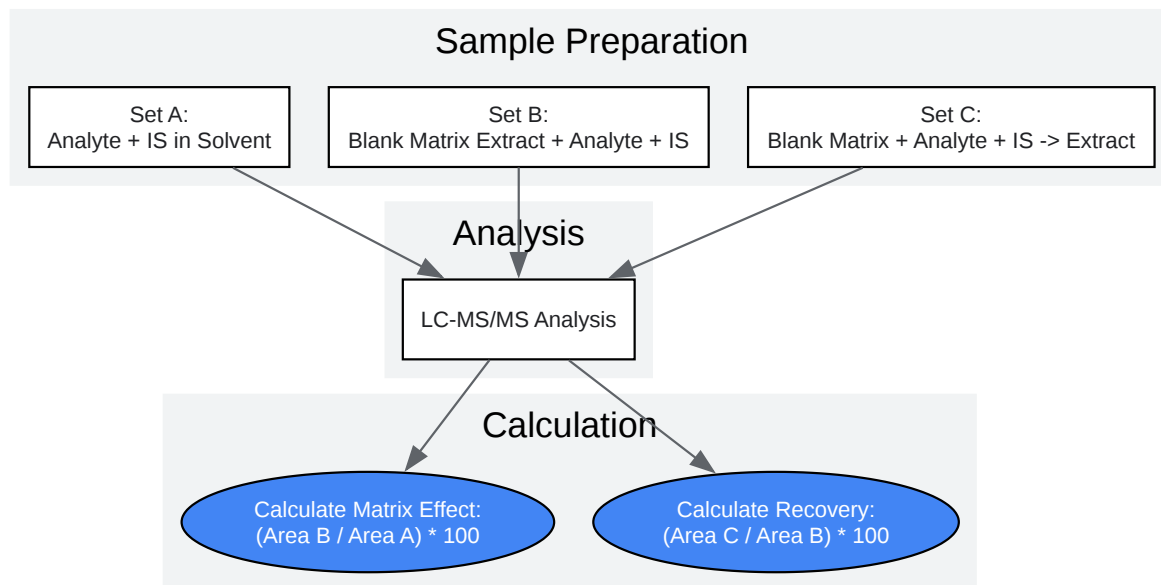 Sample Preparation
Set A:
Analyte + IS in Solvent
Set B:
Blank Matrix Extract + Analyte + IS
Set C:
Blank Matrix + Analyte + IS -> Extract
Analysis
LC-MS/MS Analysis
Calculation
Calculate Matrix Effect:
(Area B / Area A) * 100
Calculate Recovery:
(Area C / Area B) * 100